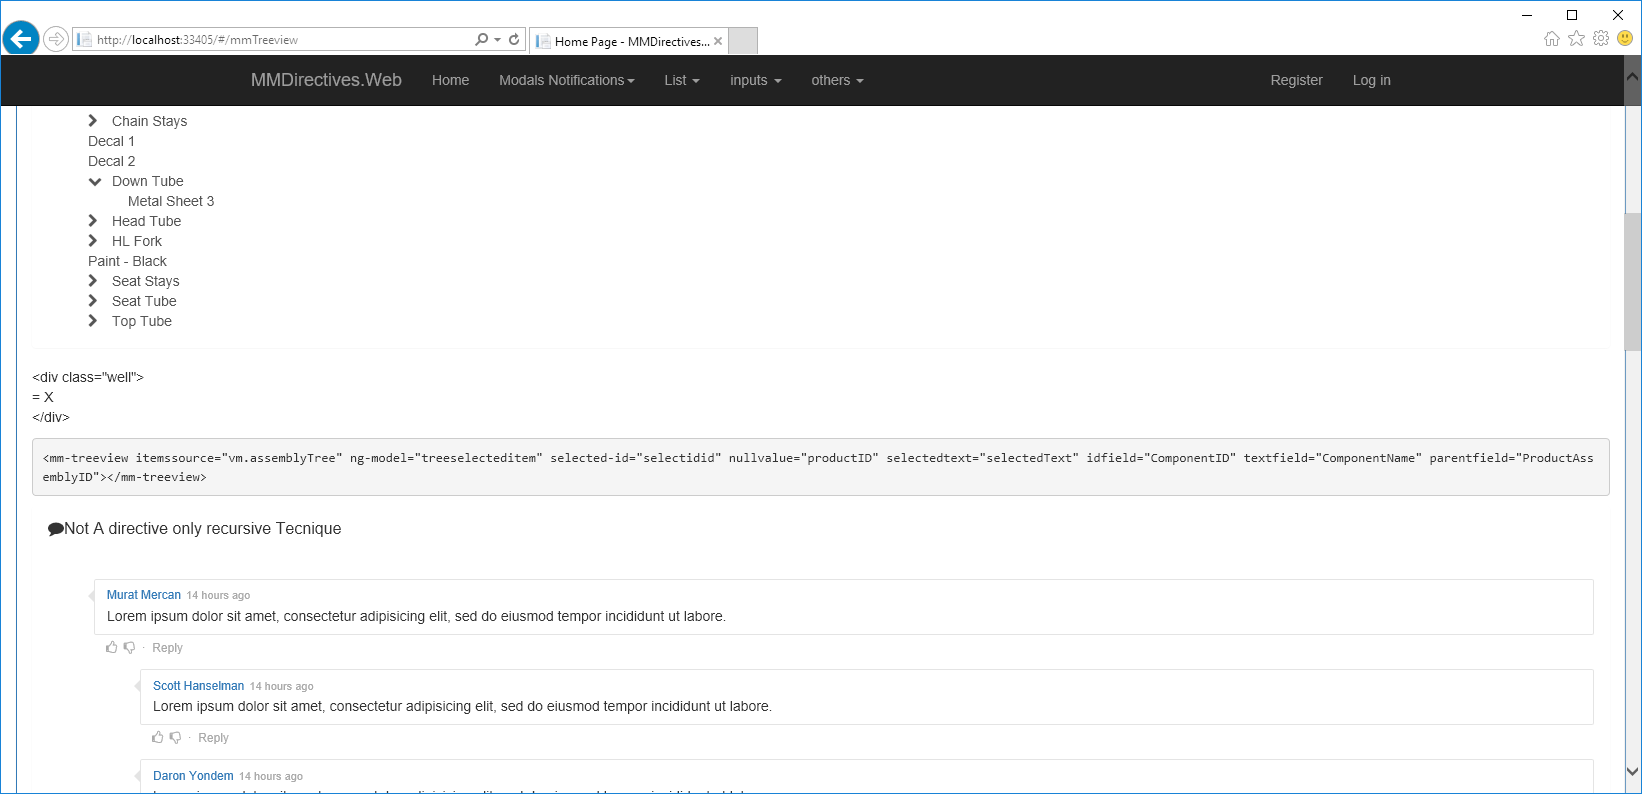 http://localhost:33405/#/mmTreeview
Home Page - MMDirectives...
MMDirectives.Web Home Modals Notifications List inputs others Register Log in
Chain Stays
Decal 1
Decal 2
Down Tube
Metal Sheet 3
Head Tube
HL Fork
Paint - Black
Seat Stays
Seat Tube
Top Tube
<div class="well">
= X
</div>
<mm-treeview itemssource="vm.assemblyTree" ng-model="treeselecteditem" selected-id="selectidid" nullvalue="productID" selectedtext="selectedText" idfield="ComponentID" textfield="ComponentName" parentfield="ProductAss
emblyID"></mm-treeview>
Not A directive only recursive Tecnique
Murat Mercan 14 hours ago
Lorem ipsum dolor sit amet, consectetur adipisicing elit, sed do eiusmod tempor incididunt ut labore.
· Reply
Scott Hanselman 14 hours ago
Lorem ipsum dolor sit amet, consectetur adipisicing elit, sed do eiusmod tempor incididunt ut labore.
· Reply
Daron Yondem 14 hours ago